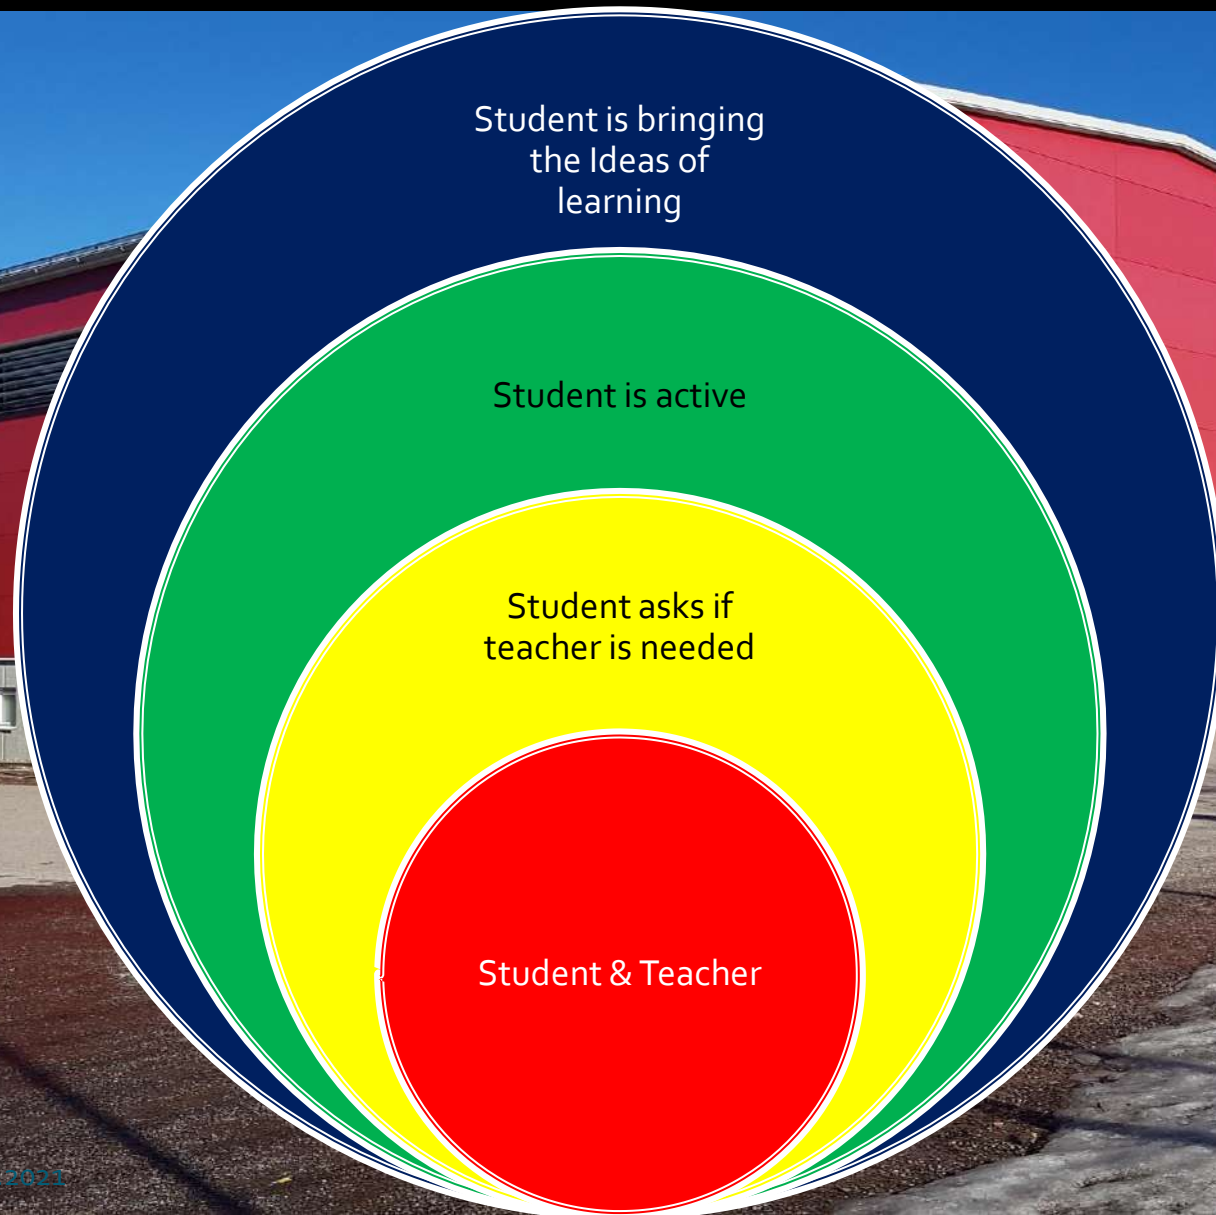 Student is bringing
the Ideas of
learning
Student is active
Student asks if
teacher is needed
Student & Teacher
.2021